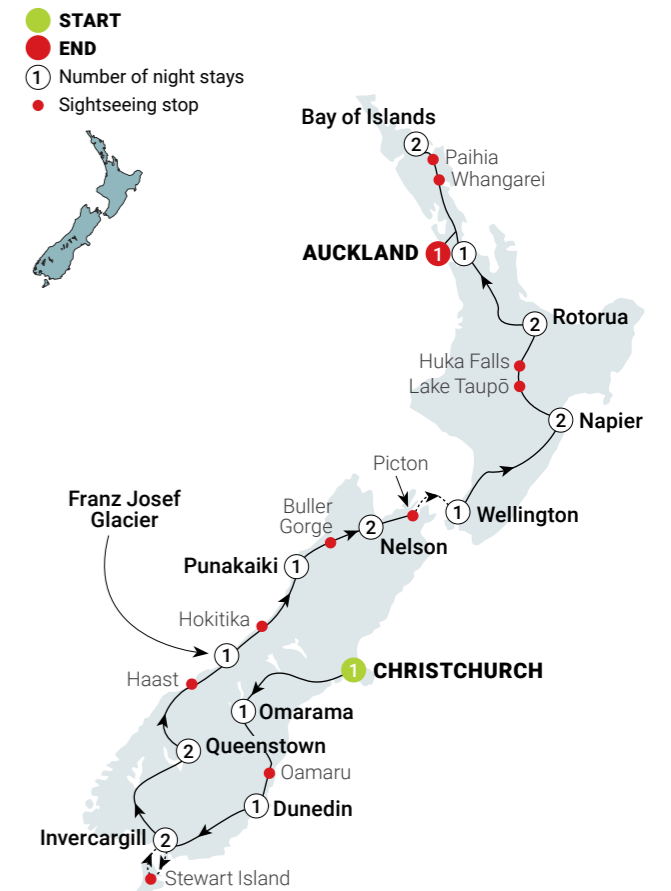 START
END
1 Number of night stays
Sightseeing stop
Bay of Islands
2
Paihia
Whangarei
AUCKLAND 1 1
2 Rotorua
Huka Falls
Lake Taupō
2 Napier
Picton
Franz Josef
Glacier
Buller
Gorge
2
Nelson
1 Wellington
Punakaiki 1
Hokitika
1
1 CHRISTCHURCH
Haast
1 Omarama
2 Queenstown
Oamaru
1 Dunedin
Invercargill 2
Stewart Island